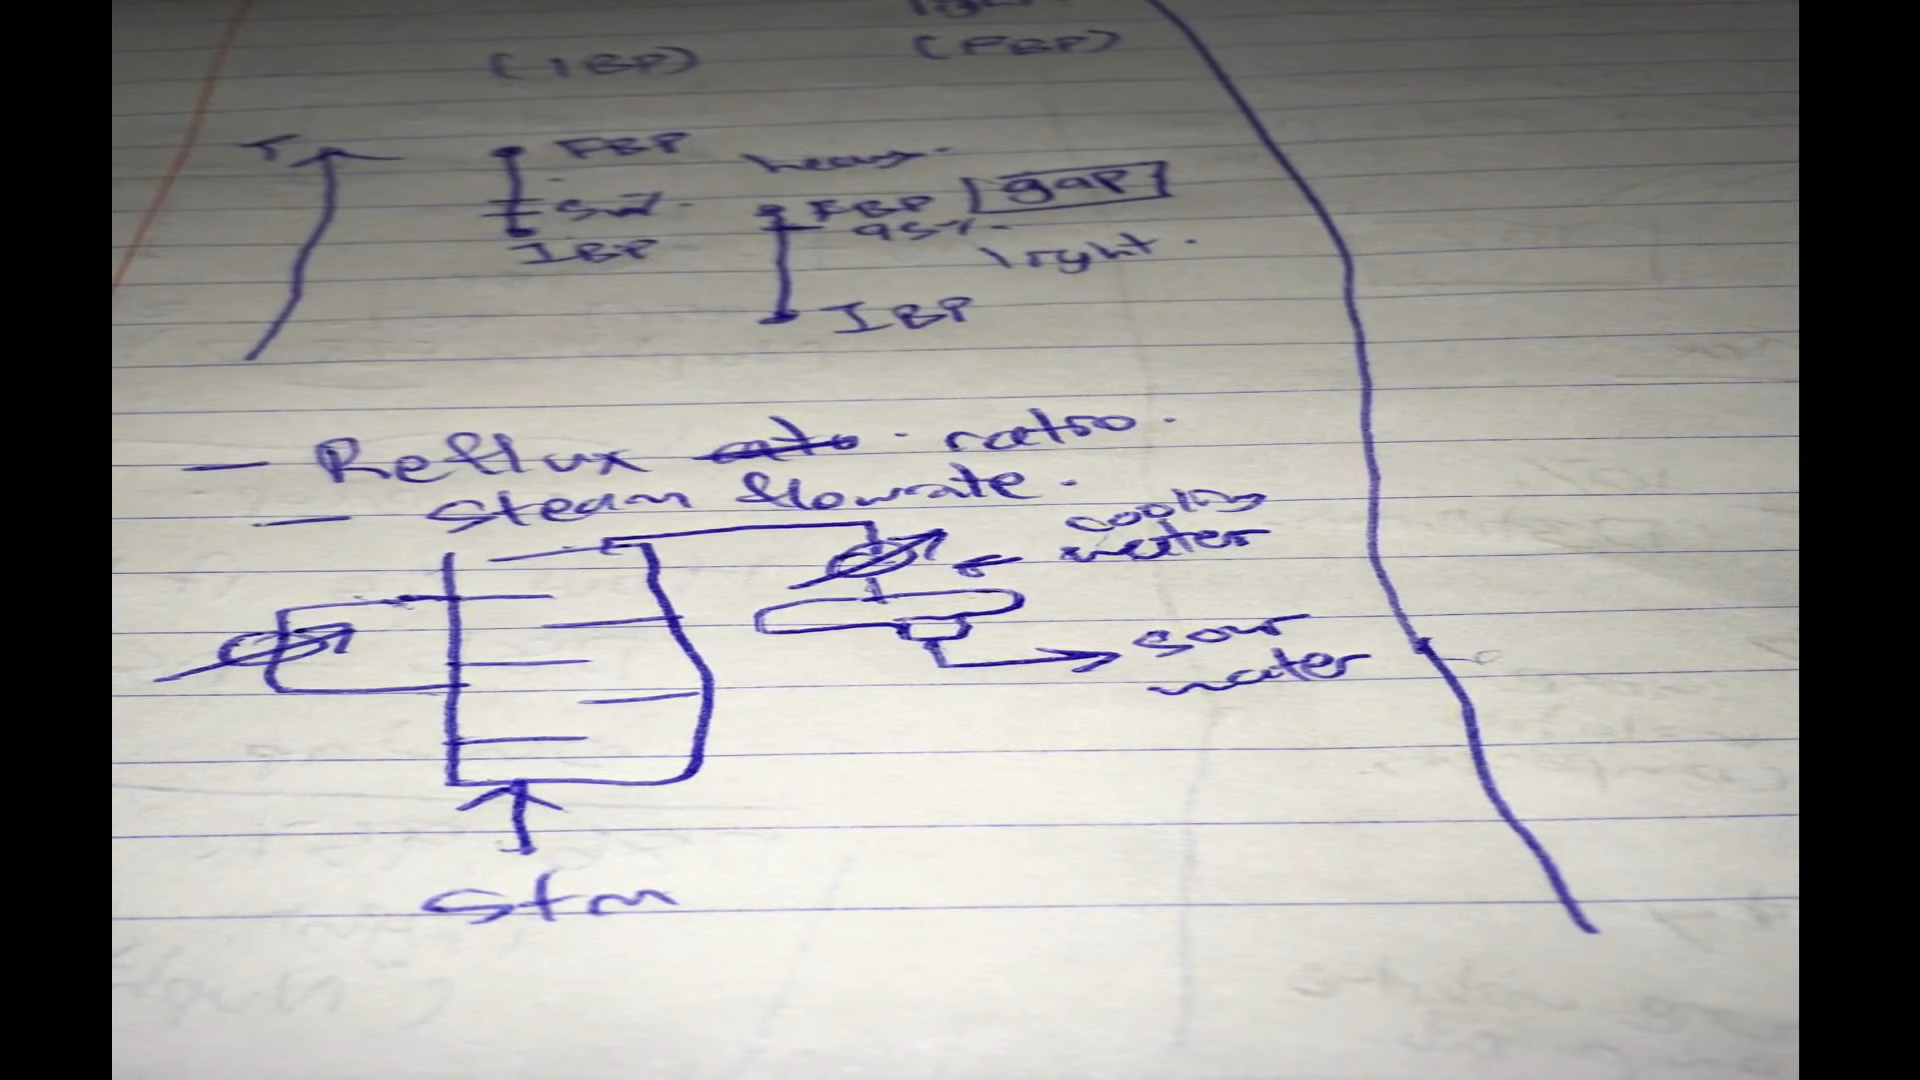 (IBP) (FBP)
T FBP heavy.
5%. FBP gap
IBP 95%.
light.
IBP
- Reflux ratio.
- Steam flowrate.
cooling
water
sour
water
stm